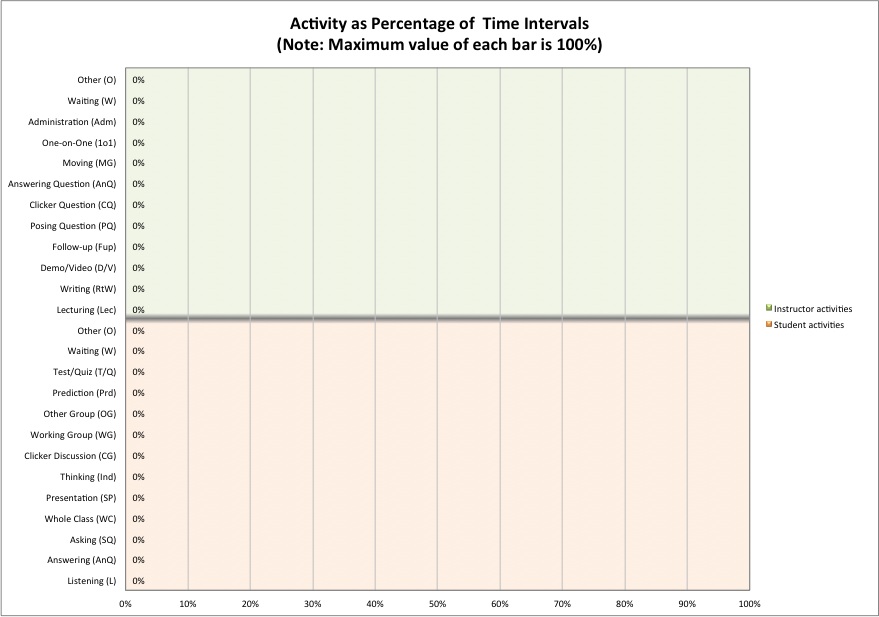 Activity as Percentage of Time Intervals
(Note: Maximum value of each bar is 100%)
Other (O) 0%
Waiting (W) 0%
Administration (Adm) 0%
One-on-One (1o1) 0%
Moving (MG) 0%
Answering Question (AnQ) 0%
Clicker Question (CQ) 0%
Posing Question (PQ) 0%
Follow-up (Fup) 0%
Demo/Video (D/V) 0%
Writing (RtW) 0%
Lecturing (Lec) 0%
Other (O) 0%
Waiting (W) 0%
Test/Quiz (T/Q) 0%
Prediction (Prd) 0%
Other Group (OG) 0%
Working Group (WG) 0%
Clicker Discussion (CG) 0%
Thinking (Ind) 0%
Presentation (SP) 0%
Whole Class (WC) 0%
Asking (SQ) 0%
Answering (AnQ) 0%
Listening (L) 0%
0% 10% 20% 30% 40% 50% 60% 70% 80% 90% 100%
Instructor activities
Student activities